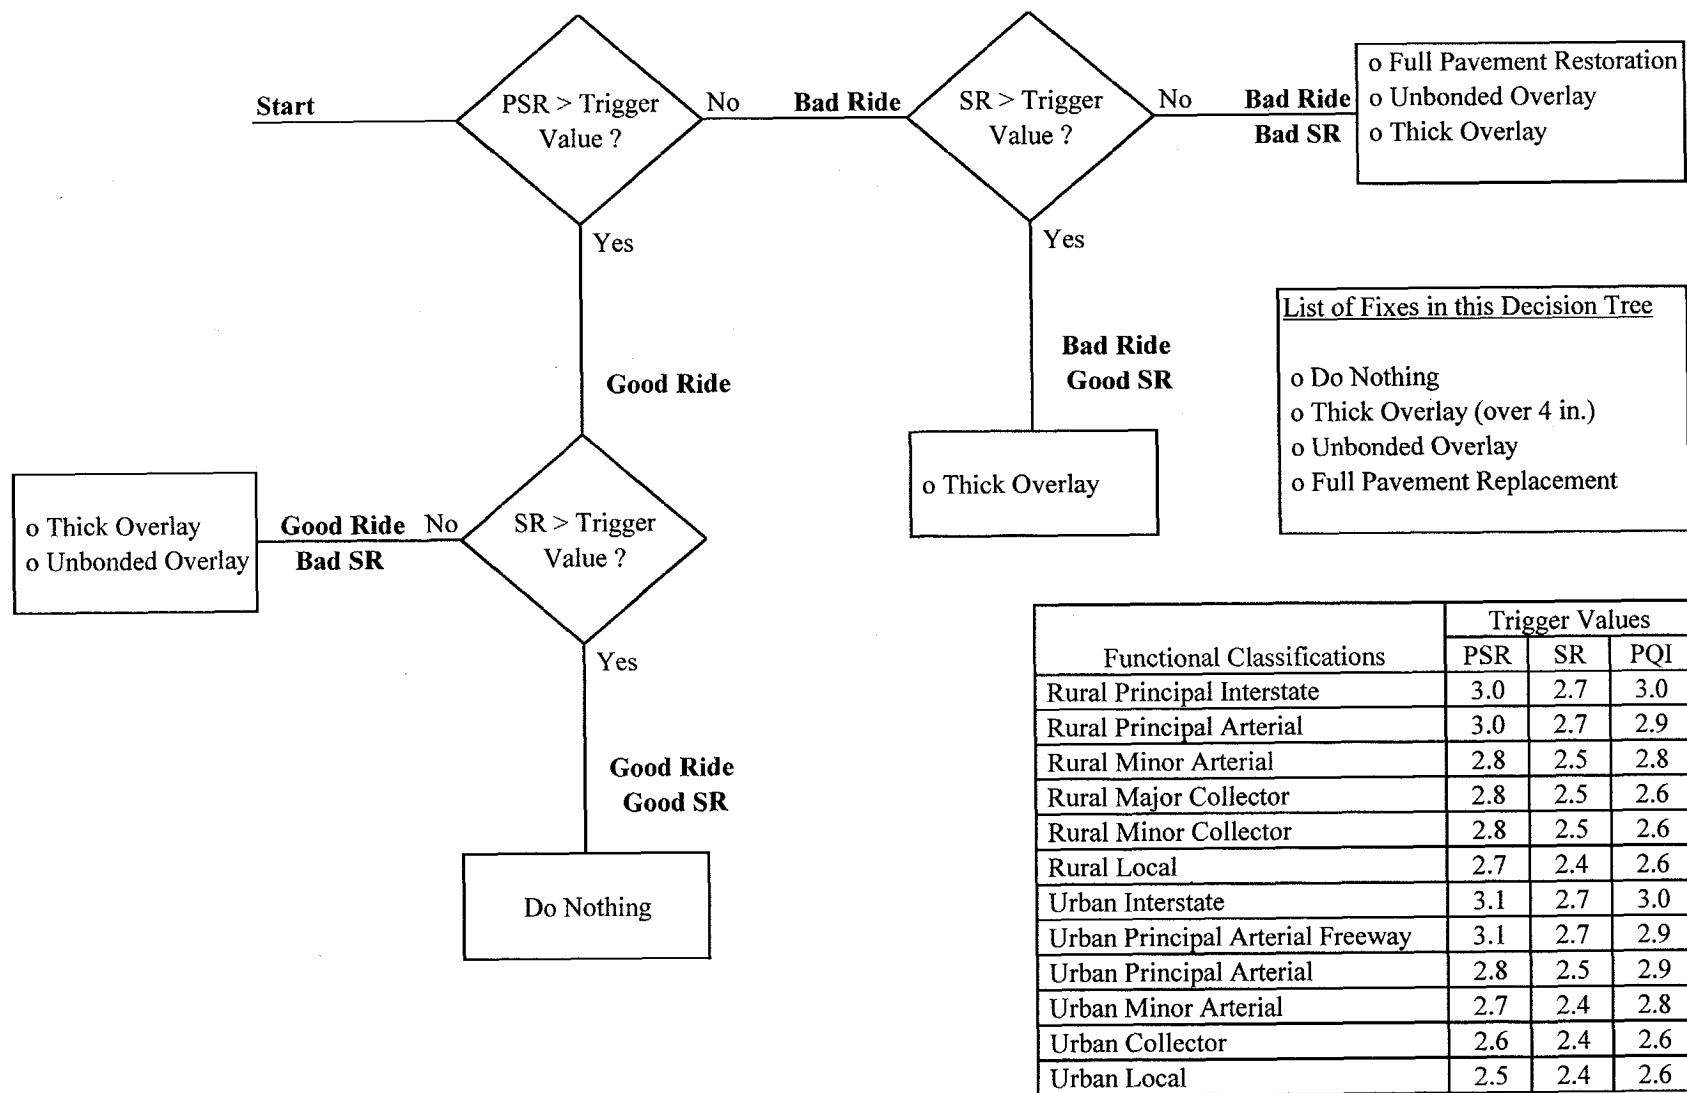 Start
PSR > Trigger
Value ?
No
Bad Ride
SR > Trigger
Value ?
No
Bad Ride
Bad SR
o Full Pavement Restoration
o Unbonded Overlay
o Thick Overlay
Yes
Good Ride
Yes
Bad Ride
Good SR
o Thick Overlay
List of Fixes in this Decision Tree
o Do Nothing
o Thick Overlay (over 4 in.)
o Unbonded Overlay
o Full Pavement Replacement
o Thick Overlay
o Unbonded Overlay
Good Ride
Bad SR
No
SR > Trigger
Value ?
Yes
Good Ride
Good SR
Do Nothing
Trigger Values
Functional Classifications PSR SR PQI
Rural Principal Interstate 3.0 2.7 3.0
Rural Principal Arterial 3.0 2.7 2.9
Rural Minor Arterial 2.8 2.5 2.8
Rural Major Collector 2.8 2.5 2.6
Rural Minor Collector 2.8 2.5 2.6
Rural Local 2.7 2.4 2.6
Urban Interstate 3.1 2.7 3.0
Urban Principal Arterial Freeway 3.1 2.7 2.9
Urban Principal Arterial 2.8 2.5 2.9
Urban Minor Arterial 2.7 2.4 2.8
Urban Collector 2.6 2.4 2.6
Urban Local 2.5 2.4 2.6